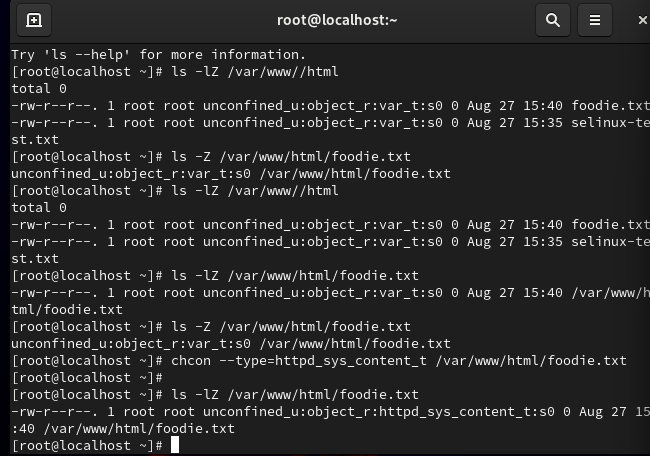 root@localhost:~
Try 'ls --help' for more information.
[root@localhost ~]# ls -lZ /var/www//html
total 0
-rw-r--r--. 1 root root unconfined_u:object_r:var_t:s0 0 Aug 27 15:40 foodie.txt
-rw-r--r--. 1 root root unconfined_u:object_r:var_t:s0 0 Aug 27 15:35 selinux-te
st.txt
[root@localhost ~]# ls -Z /var/www/html/foodie.txt
unconfined_u:object_r:var_t:s0 /var/www/html/foodie.txt
[root@localhost ~]# ls -lZ /var/www//html
total 0
-rw-r--r--. 1 root root unconfined_u:object_r:var_t:s0 0 Aug 27 15:40 foodie.txt
-rw-r--r--. 1 root root unconfined_u:object_r:var_t:s0 0 Aug 27 15:35 selinux-te
st.txt
[root@localhost ~]# ls -lZ /var/www/html/foodie.txt
-rw-r--r--. 1 root root unconfined_u:object_r:var_t:s0 0 Aug 27 15:40 /var/www/h
tml/foodie.txt
[root@localhost ~]# ls -Z /var/www/html/foodie.txt
unconfined_u:object_r:var_t:s0 /var/www/html/foodie.txt
[root@localhost ~]# chcon --type=httpd_sys_content_t /var/www/html/foodie.txt
[root@localhost ~]#
[root@localhost ~]# ls -lZ /var/www/html/foodie.txt
-rw-r--r--. 1 root root unconfined_u:object_r:httpd_sys_content_t:s0 0 Aug 27 15
:40 /var/www/html/foodie.txt
[root@localhost ~]#